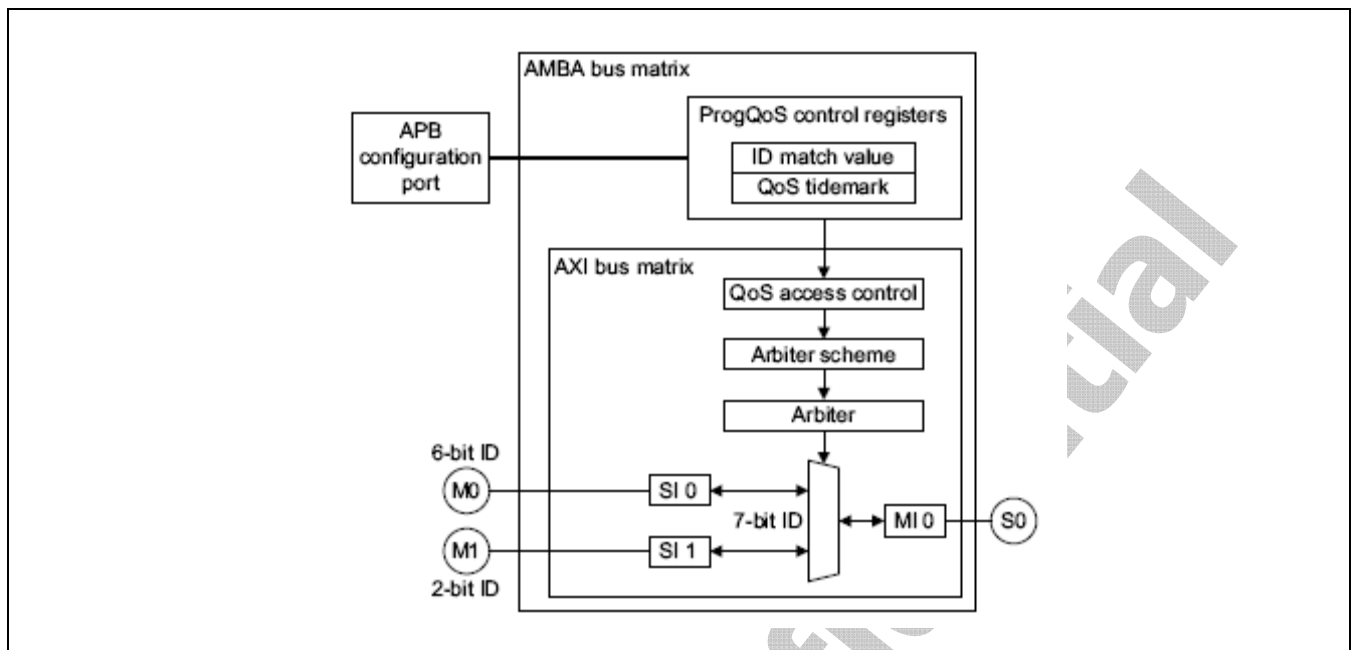 AMBA bus matrix
ProgQoS control registers
APB
configuration
port
ID match value
QoS tidemark
AXI bus matrix
QoS access control
Arbiter scheme
Arbiter
6-bit ID
M0
SI 0
7-bit ID
MI 0
S0
M1
SI 1
2-bit ID